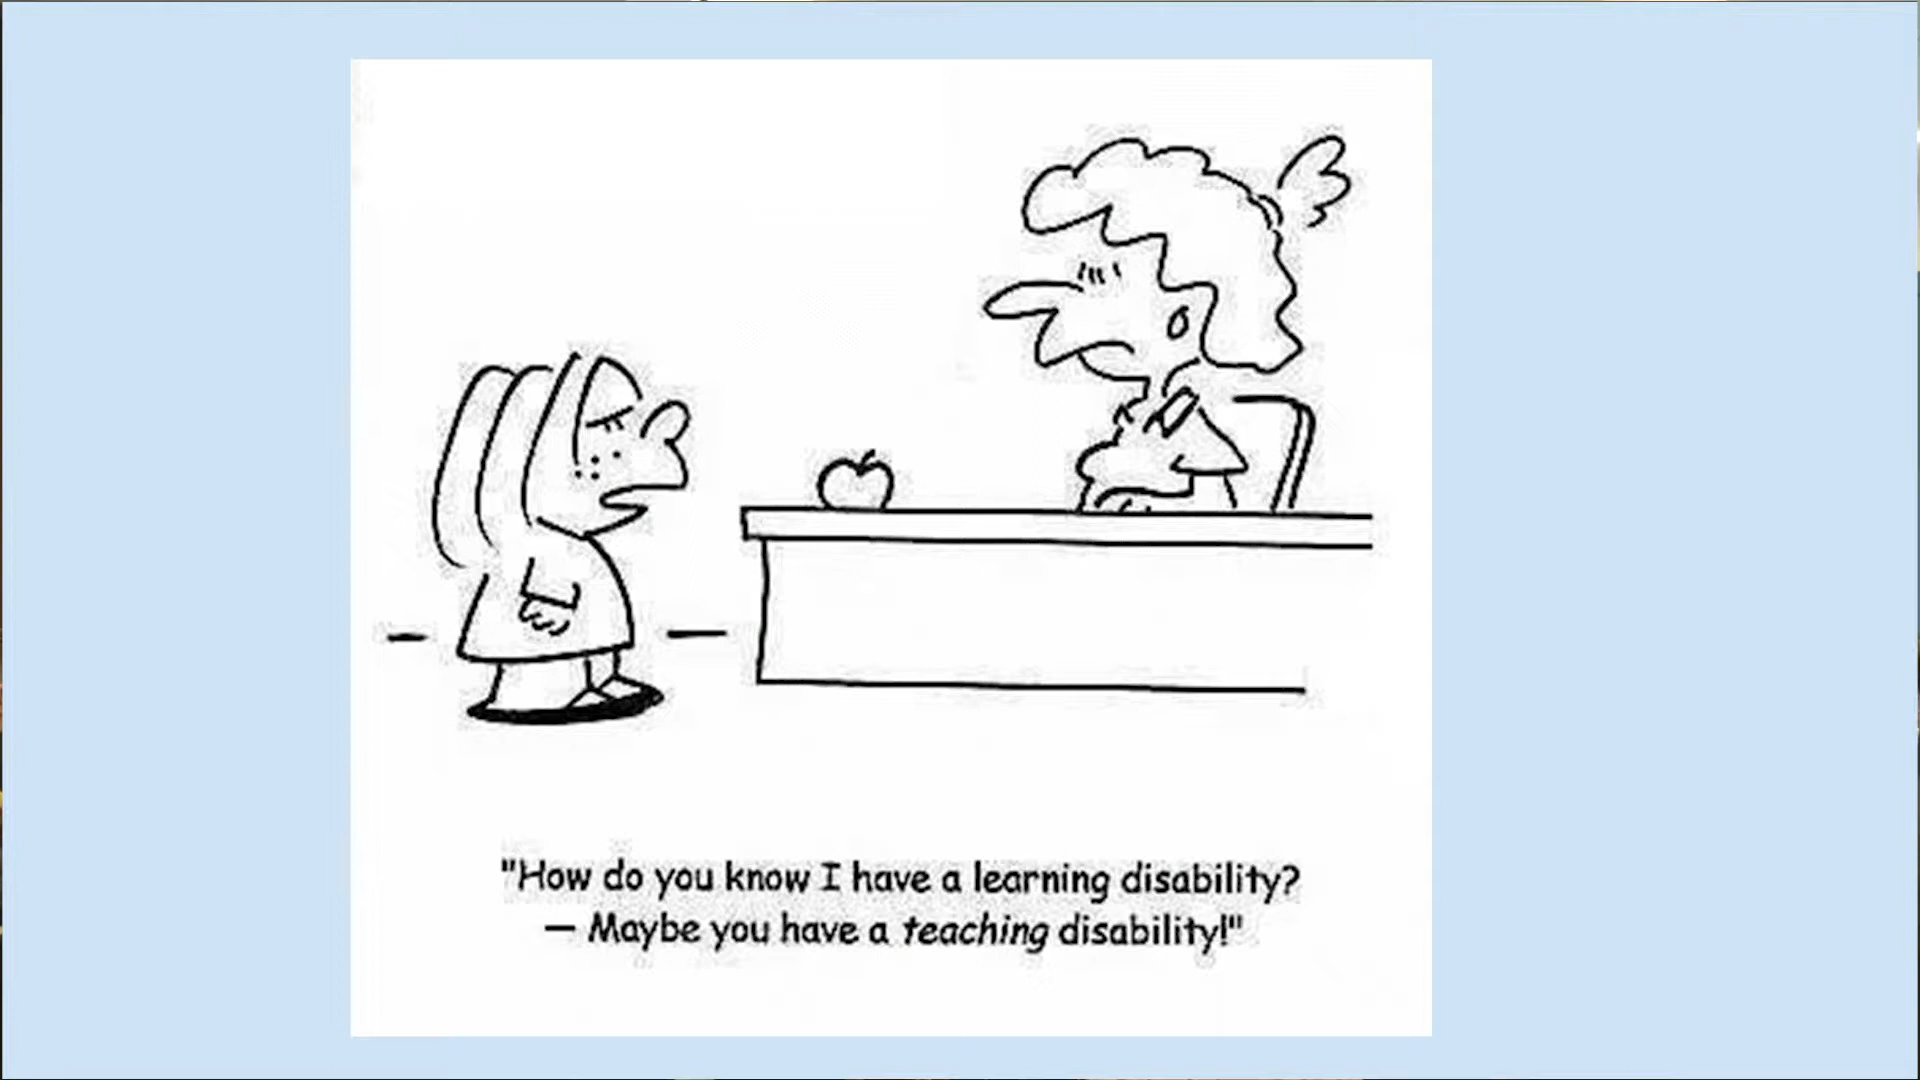 "How do you know I have a learning disability?
— Maybe you have a teaching disability!"